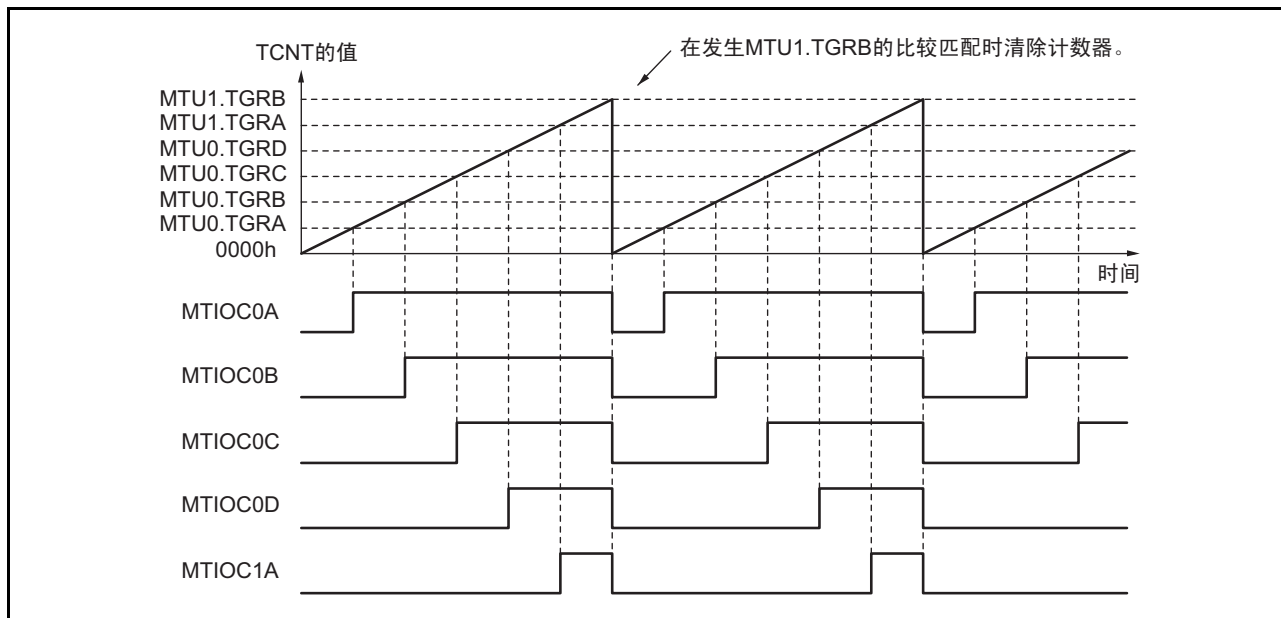 在发生MTU1.TGRB的比较匹配时清除计数器。
TCNT的值
MTU1.TGRB
MTU1.TGRA
MTU0.TGRD
MTU0.TGRC
MTU0.TGRB
MTU0.TGRA
0000h
时间
MTIOC0A
MTIOC0B
MTIOC0C
MTIOC0D
MTIOC1A